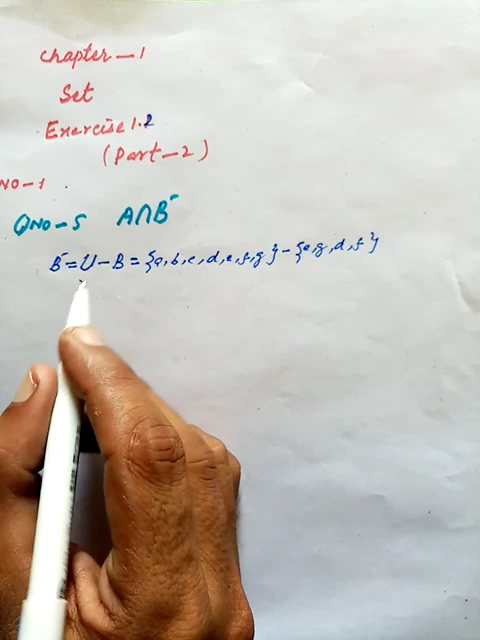 Chapter-1
Set
Exercise 1.2
(Part-2)
NO-1 .
QNO-5 A∩B‾
B‾=U-B={a,b,c,d,e,f,g}-{e,g,d,f}